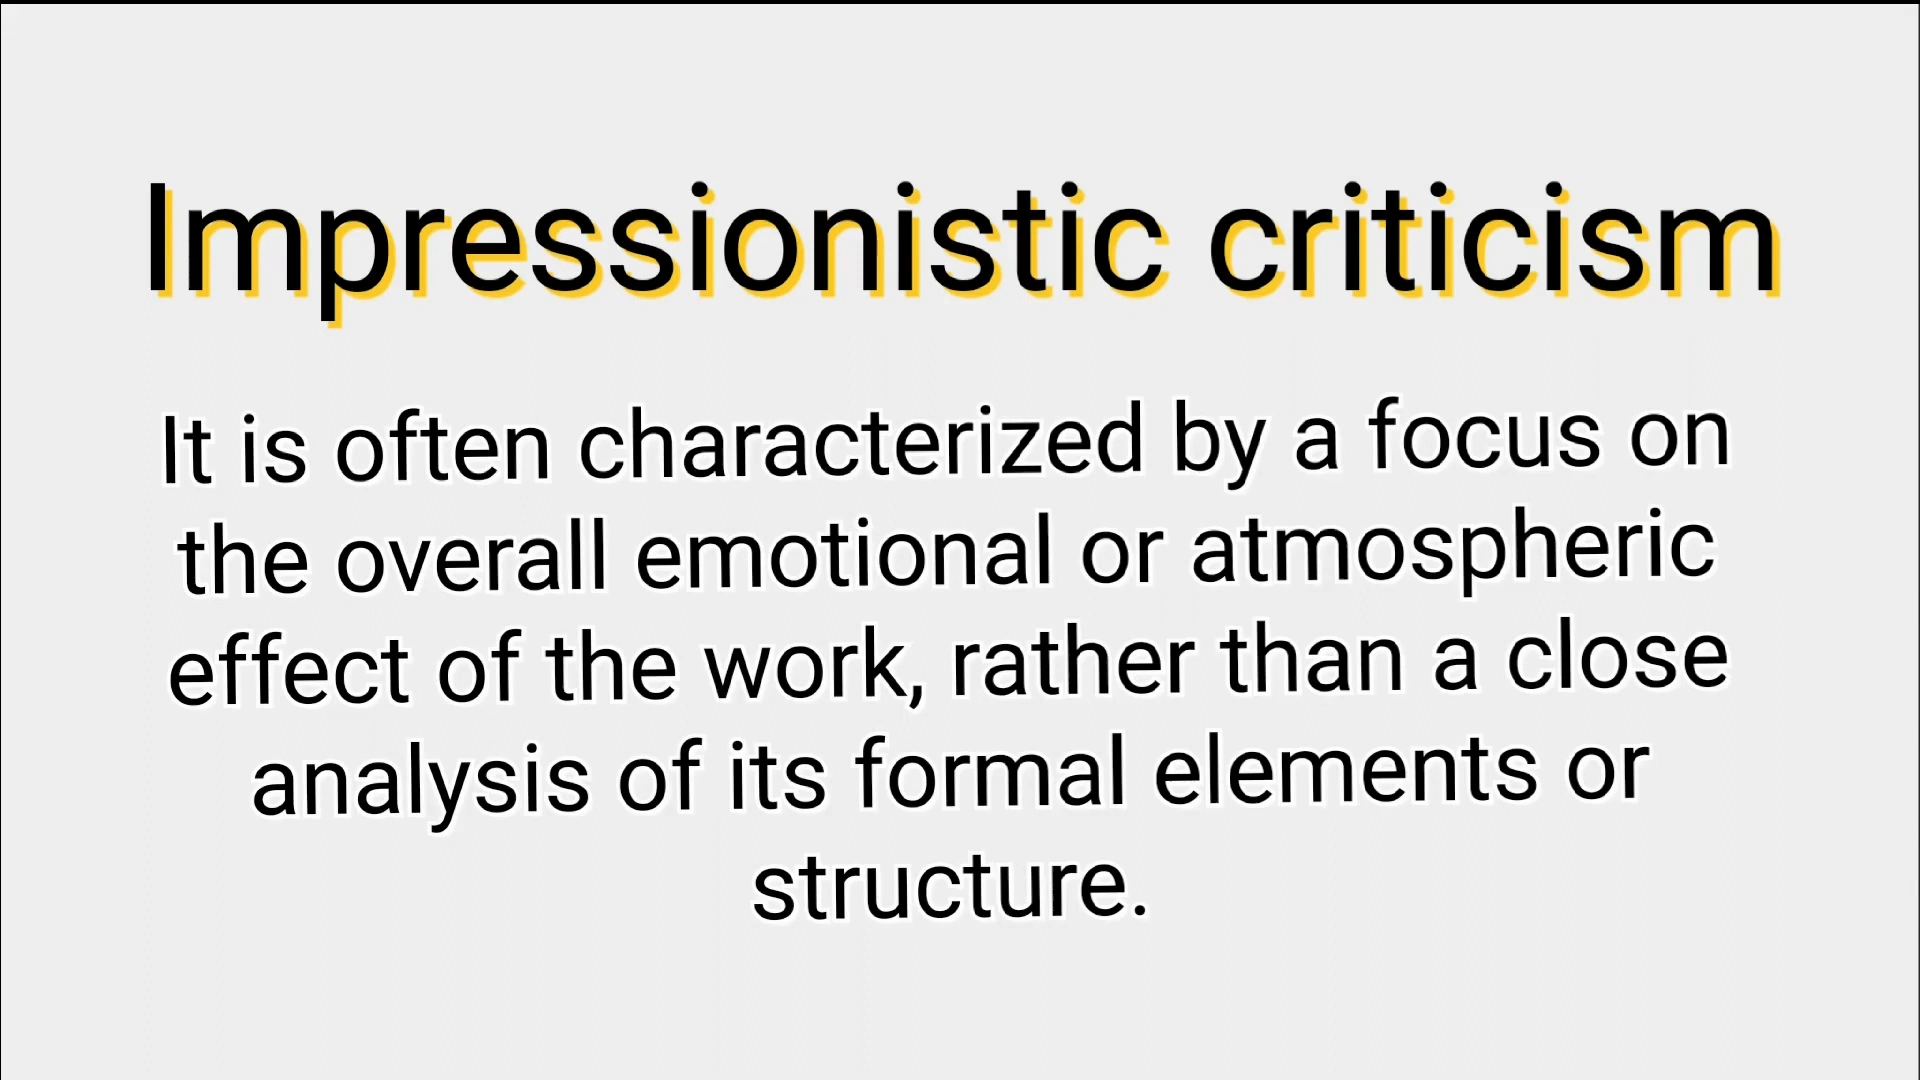 Impressionistic criticism
It is often characterized by a focus on
the overall emotional or atmospheric
effect of the work, rather than a close
analysis of its formal elements or
structure.